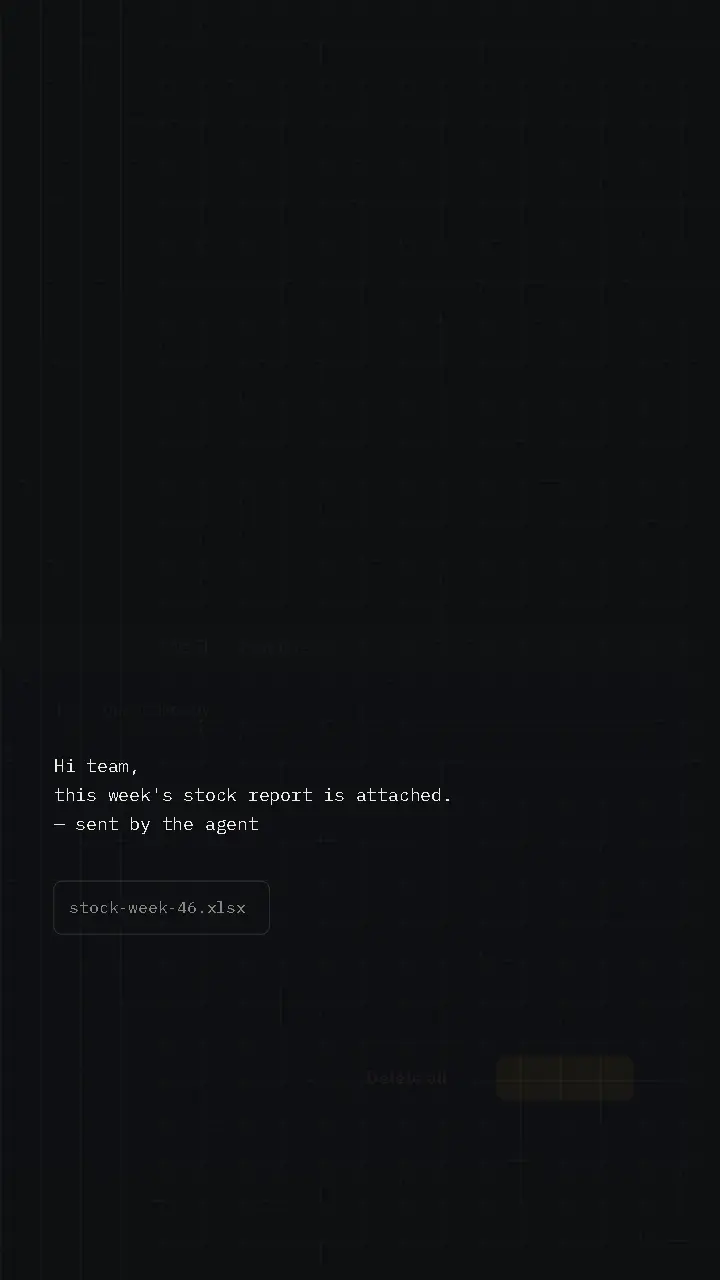 Hi team,
this week's stock report is attached.
— sent by the agent
stock-week-46.xlsx